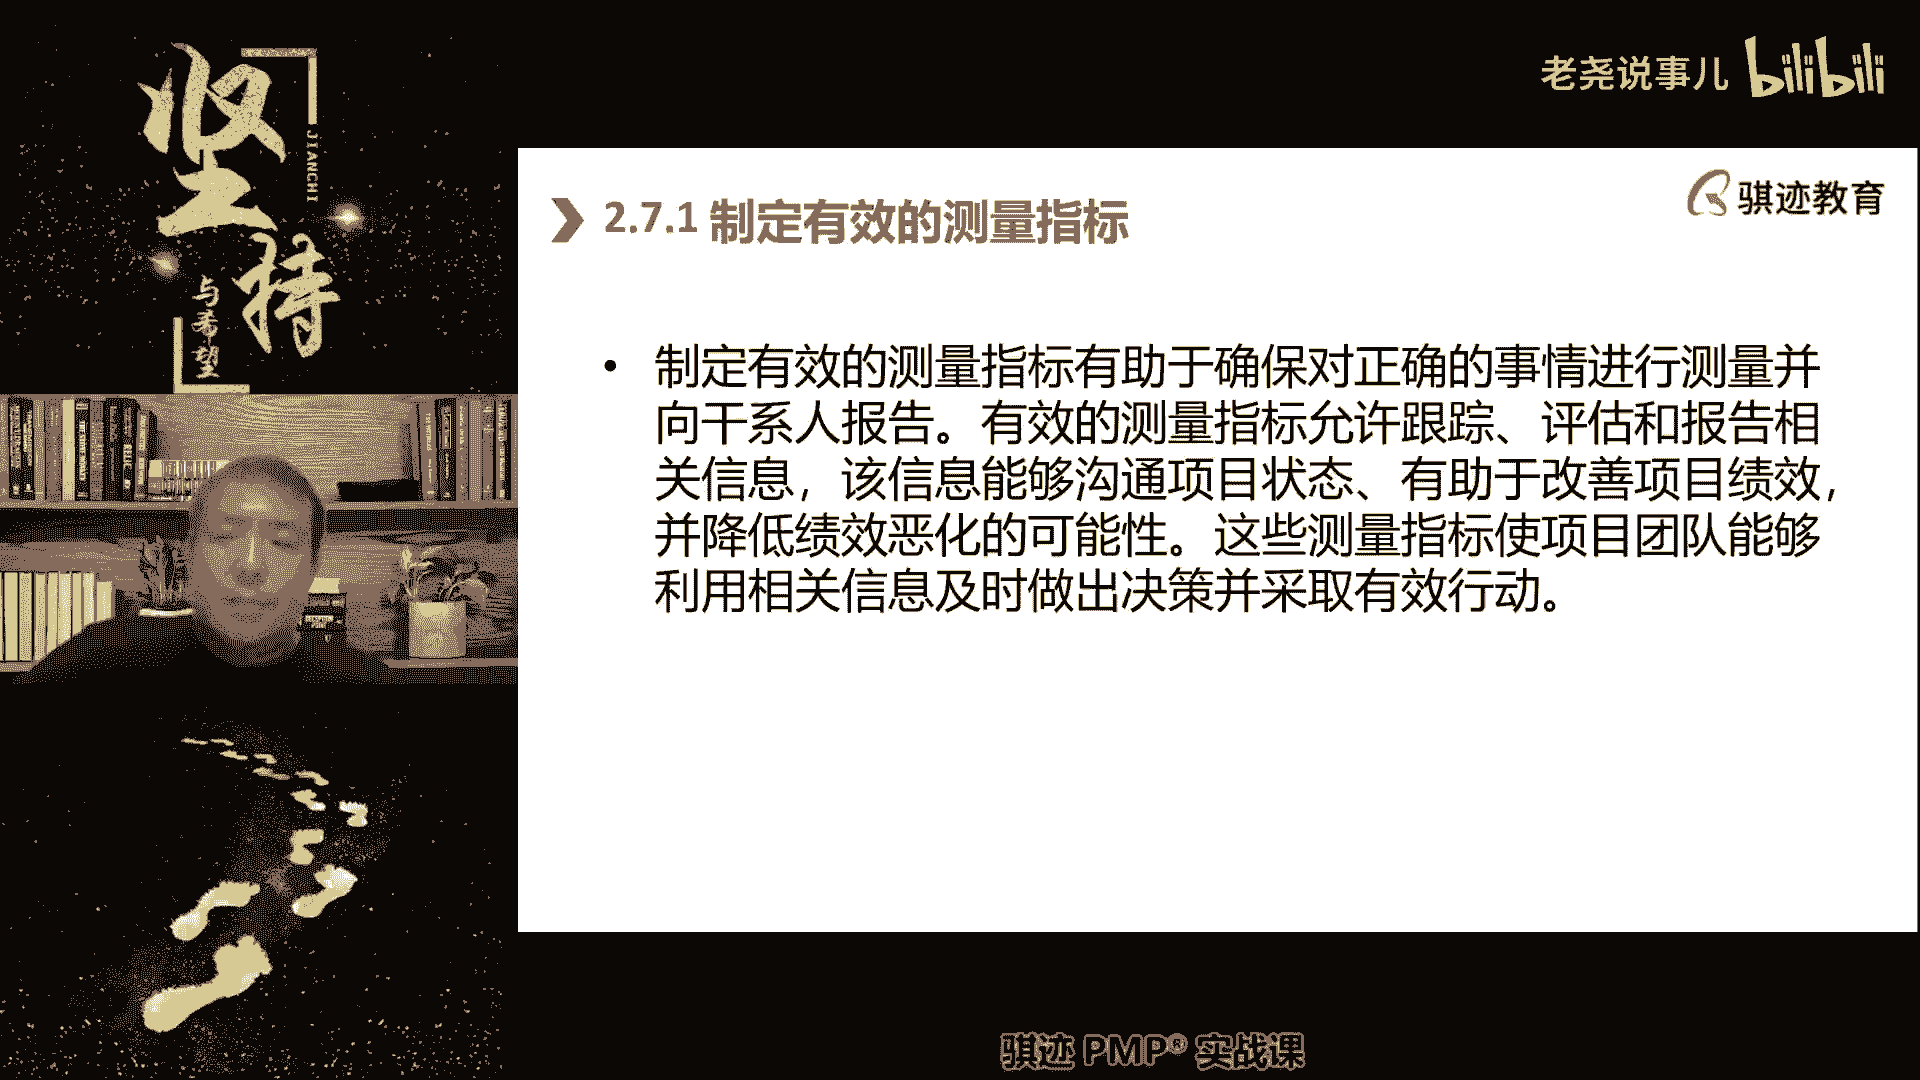 坚持
JIANCHI
与希望
老尧说事儿 bilibili
骐迹教育
2.7.1 制定有效的测量指标
• 制定有效的测量指标有助于确保对正确的事情进行测量并
向干系人报告。有效的测量指标允许跟踪、评估和报告相
关信息，该信息能够沟通项目状态、有助于改善项目绩效，
并降低绩效恶化的可能性。这些测量指标使项目团队能够
利用相关信息及时做出决策并采取有效行动。
骐迹 PMP® 实战课